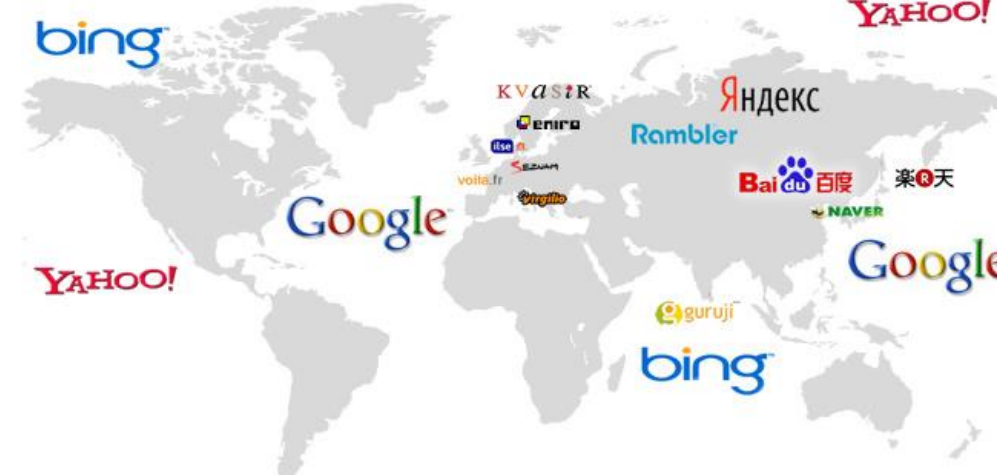 YAHOO!
bing
KVasiR
Яндекс
eniro
Rambler
ilse
SEZNAM
Baidu百度
楽R天
voila.fr
virgilio
NAVER
Google
Google
YAHOO!
guruji
bing